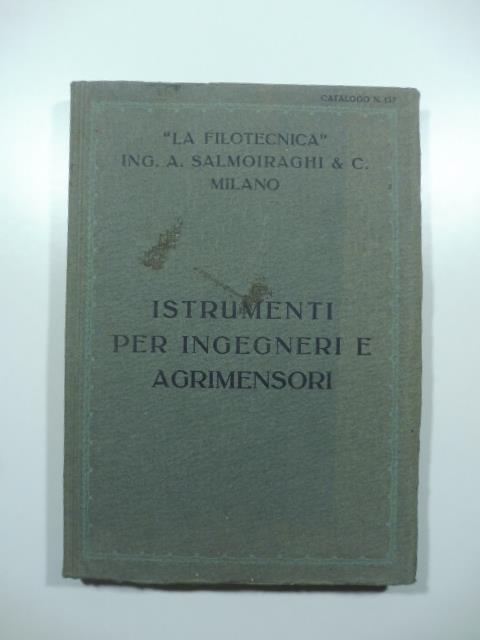 CATALOGO N. 137
"LA FILOTECNICA"
ING. A. SALMOIRAGHI & C.
MILANO
ISTRUMENTI
PER INGEGNERI E
AGRIMENSORI